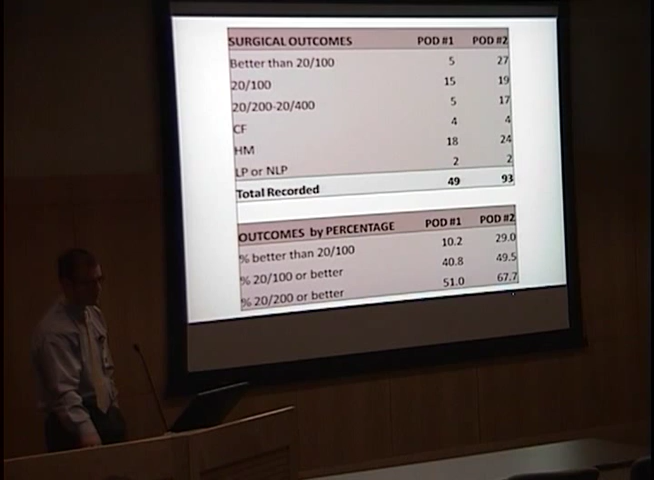 SURGICAL OUTCOMES POD #1 POD #2
Better than 20/100 5 27
20/100 15 19
20/200-20/400 5 17
CF 4 4
HM 18 24
LP or NLP 2 2
Total Recorded 49 93
OUTCOMES by PERCENTAGE POD #1 POD #2
% better than 20/100 10.2 29.0
% 20/100 or better 40.8 49.5
% 20/200 or better 51.0 67.7